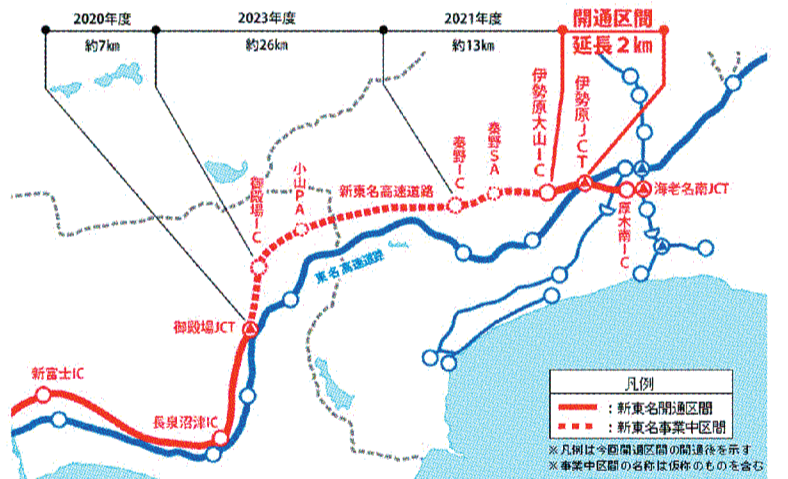 2020年度
2023年度
2021年度
開通区間
約7km
約26km
約13km
延長2km
伊勢原大山IC
伊勢原JCT
秦野IC
秦野SA
新東名高速道路
小山PA
御殿場IC
海老名南JCT
厚木南IC
東名高速道路
御殿場JCT
新富士IC
長泉沼津IC
凡例
:新東名開通区間
:新東名事業中区間
※凡例は今回開通区間の開通後を示す
※事業中区間の名称は仮称のものを含む